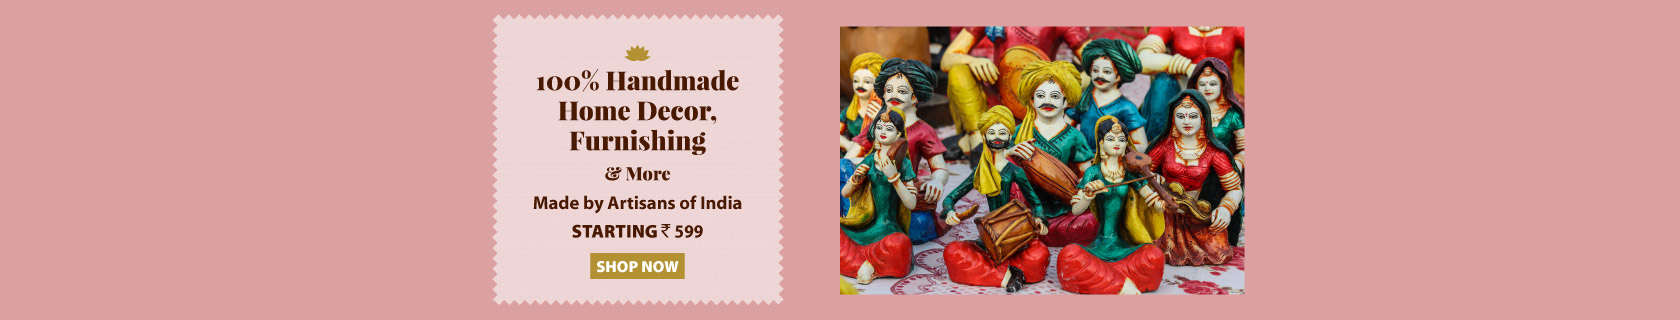 100% Handmade
Home Decor,
Furnishing
& More
Made by Artisans of India
STARTING ₹ 599
SHOP NOW